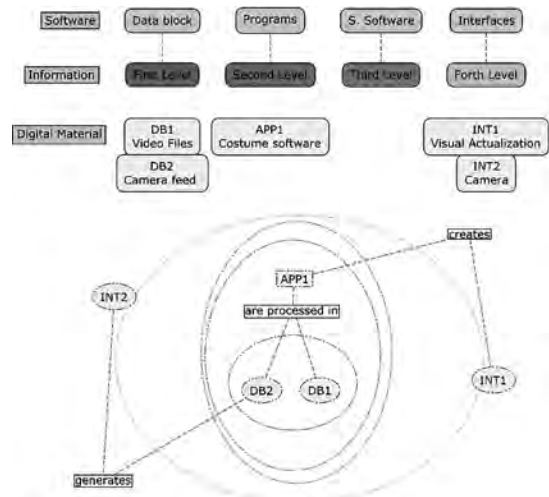 Software
Data block
Programs
S. Software
Interfaces
Information
First Level
Second Level
Third Level
Forth Level
Digital Material
DB1
Video Files
DB2
Camera feed
APP1
Costume software
INT1
Visual Actualization
INT2
Camera
creates
APP1
INT2
are processed in
DB2
DB1
INT1
generates